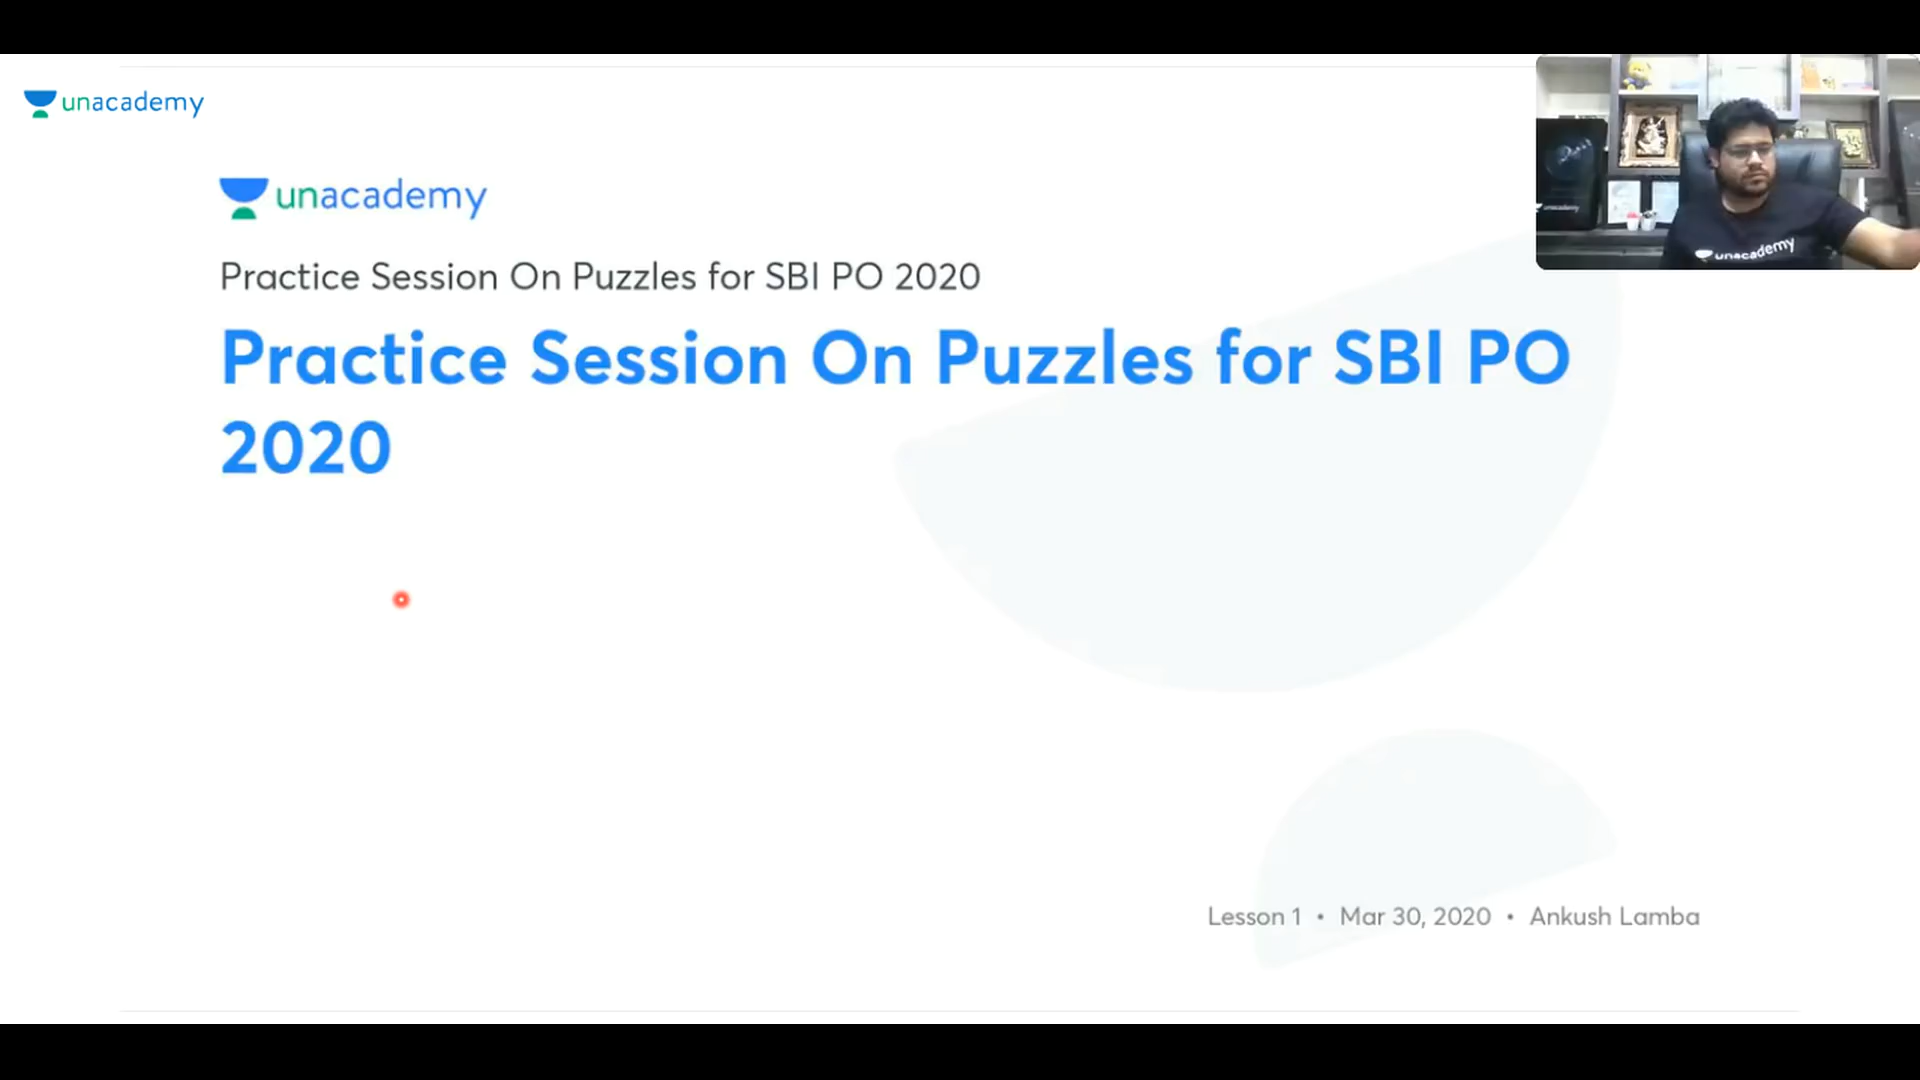 unacademy
unacademy
Practice Session On Puzzles for SBI PO 2020
Practice Session On Puzzles for SBI PO
2020
unacademy
unacademy
Lesson 1 • Mar 30, 2020 • Ankush Lamba